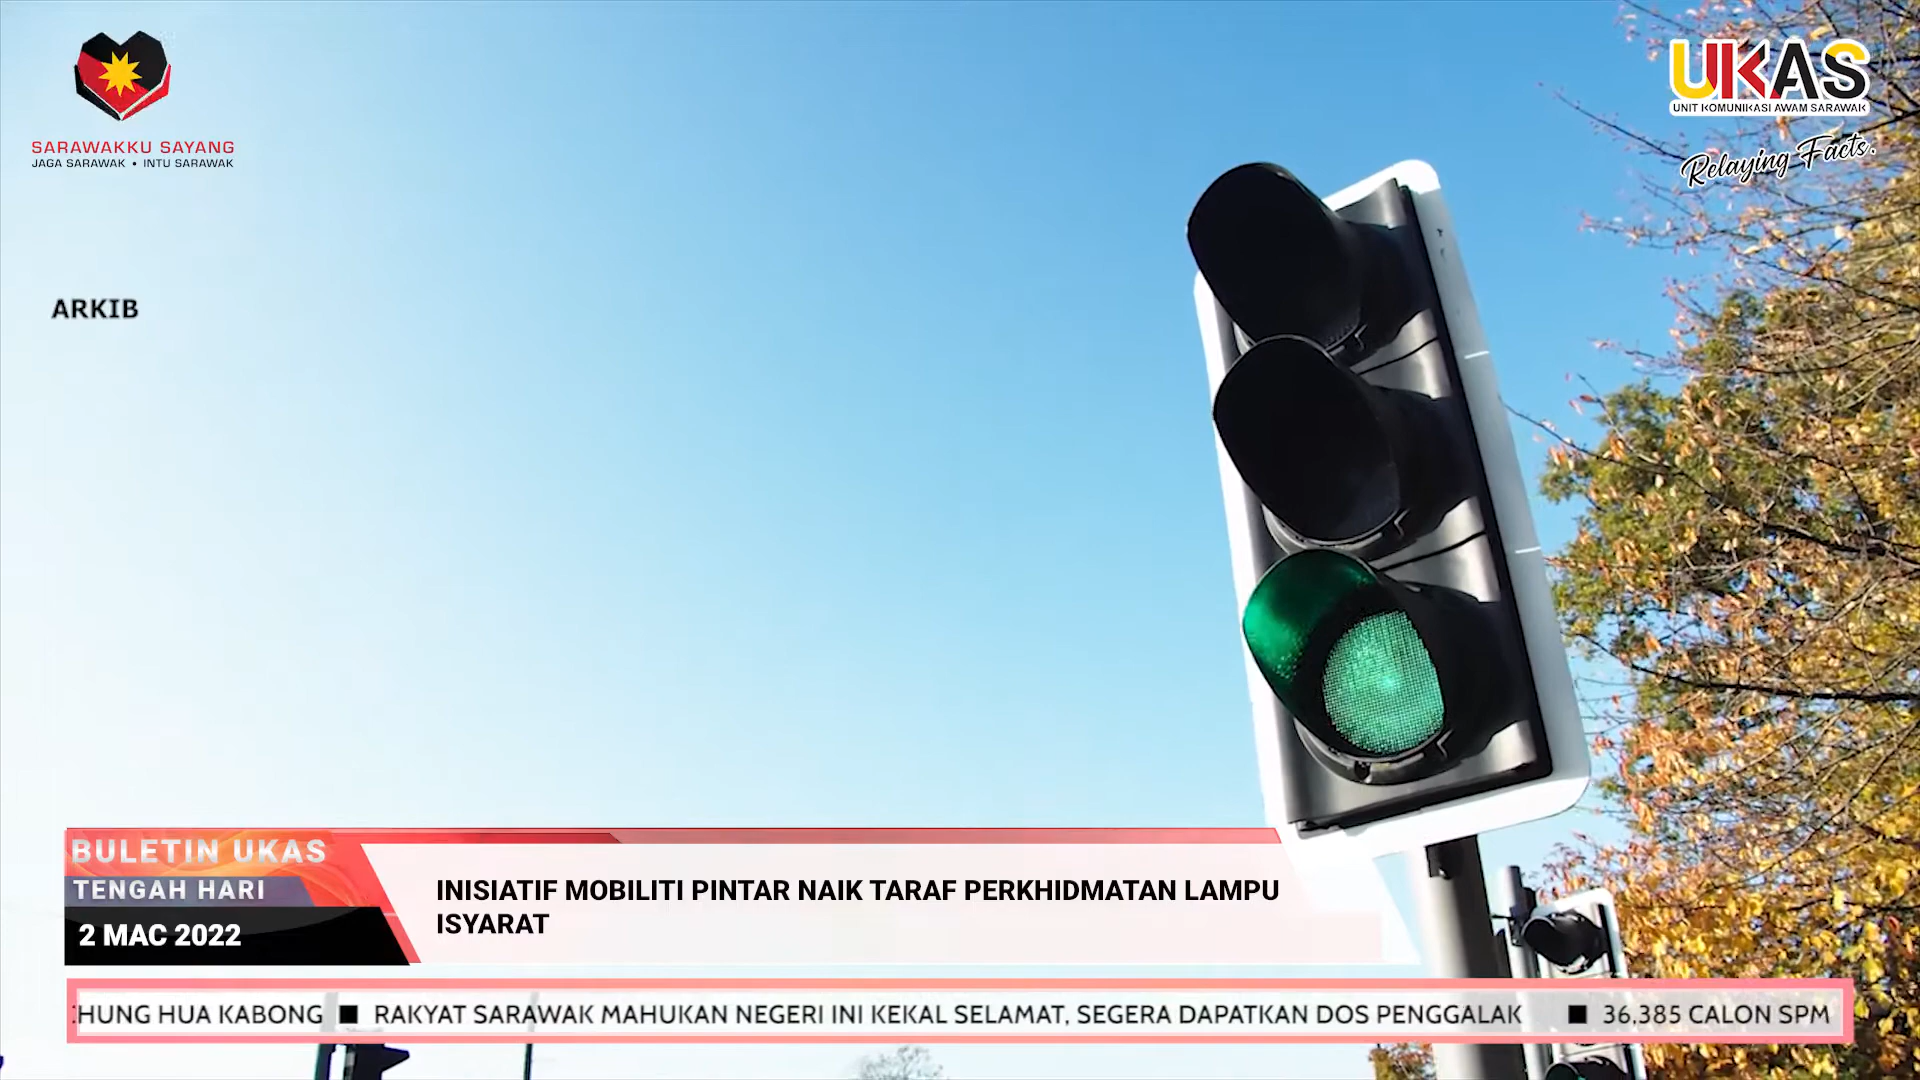 SARAWAKKU SAYANG
JAGA SARAWAK • INTU SARAWAK
UKAS
UNIT KOMUNIKASI AWAM SARAWAK
Relaying Facts.
ARKIB
BULETIN UKAS
TENGAH HARI
2 MAC 2022
INISIATIF MOBILITI PINTAR NAIK TARAF PERKHIDMATAN LAMPU
ISYARAT
HUNG HUA KABONG ■ RAKYAT SARAWAK MAHUKAN NEGERI INI KEKAL SELAMAT, SEGERA DAPATKAN DOS PENGGALAK ■ 36,385 CALON SPM